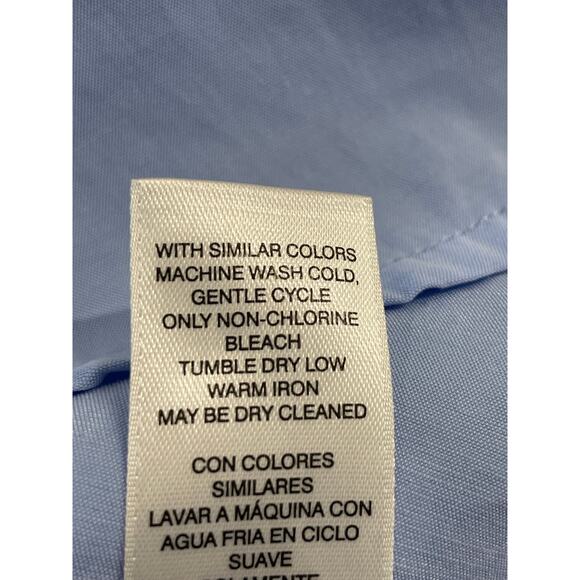 WITH SIMILAR COLORS
MACHINE WASH COLD,
GENTLE CYCLE
ONLY NON-CHLORINE
BLEACH
TUMBLE DRY LOW
WARM IRON
MAY BE DRY CLEANED
CON COLORES
SIMILARES
LAVAR A MÁQUINA CON
AGUA FRIA EN CICLO
SUAVE